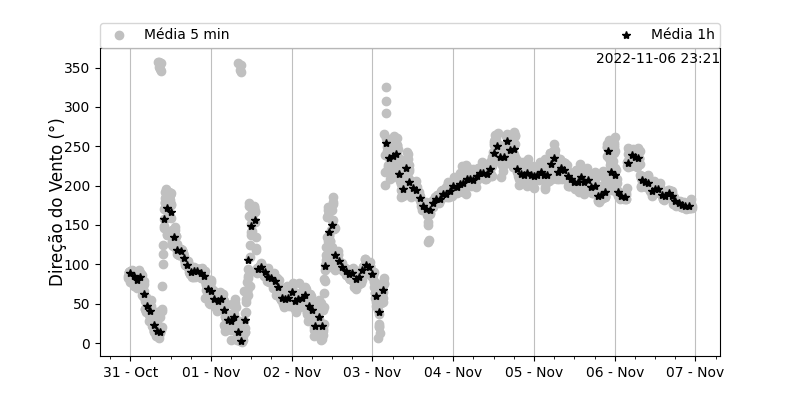 Média 5 min
Média 1h
2022-11-06 23:21
Direção do Vento (°)
350
300
250
200
150
100
50
0
31 - Oct
01 - Nov
02 - Nov
03 - Nov
04 - Nov
05 - Nov
06 - Nov
07 - Nov